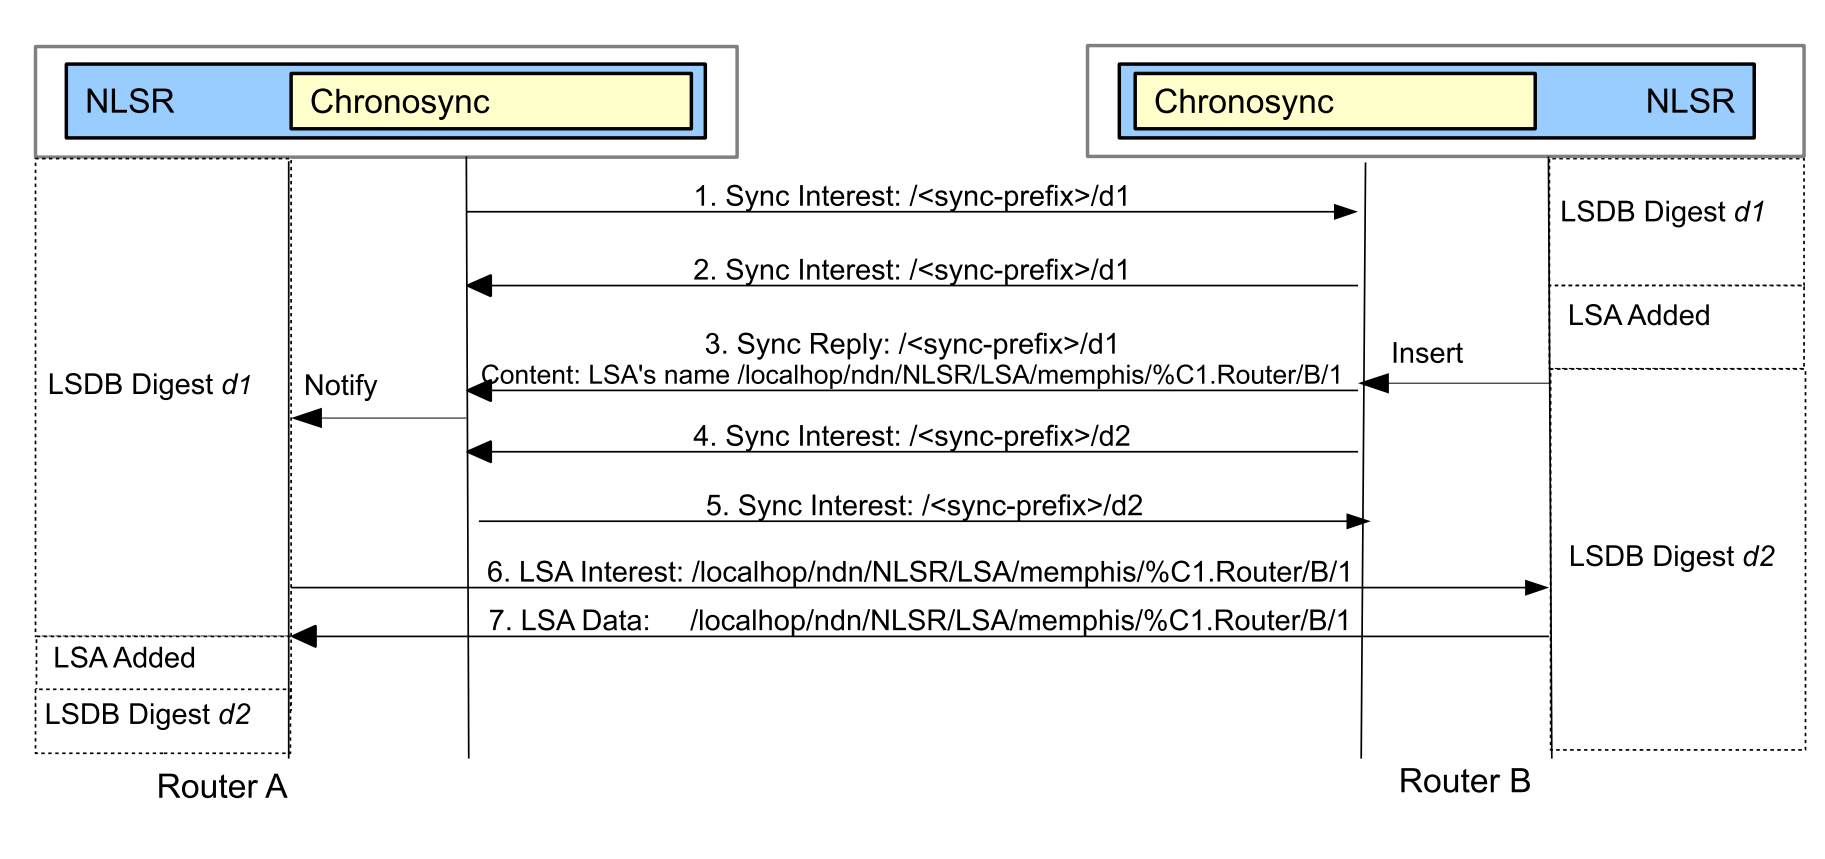 NLSR
Chronosync
Chronosync
NLSR
1. Sync Interest: /<sync-prefix>/d1
LSDB Digest d1
2. Sync Interest: /<sync-prefix>/d1
LSA Added
3. Sync Reply: /<sync-prefix>/d1
Insert
Content: LSA's name /localhop/ndn/NLSR/LSA/memphis/%C1.Router/B/1
LSDB Digest d1
Notify
4. Sync Interest: /<sync-prefix>/d2
5. Sync Interest: /<sync-prefix>/d2
LSDB Digest d2
6. LSA Interest: /localhop/ndn/NLSR/LSA/memphis/%C1.Router/B/1
7. LSA Data: /localhop/ndn/NLSR/LSA/memphis/%C1.Router/B/1
LSA Added
LSDB Digest d2
Router A
Router B